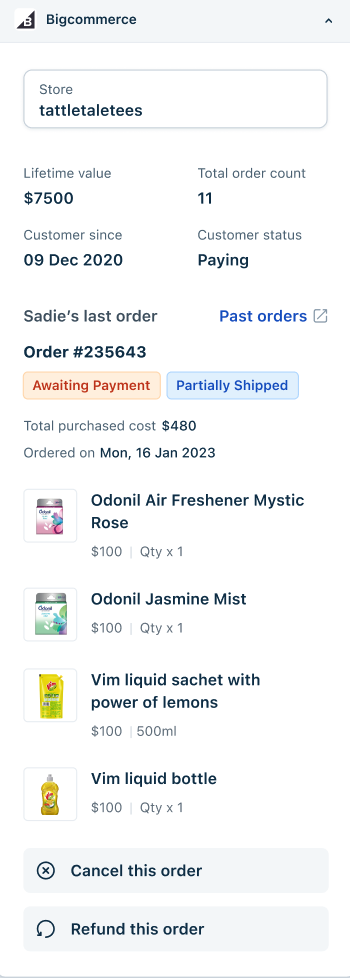 Bigcommerce
Store
tattletaletees
Lifetime value
Total order count
$7500
11
Customer since
Customer status
09 Dec 2020
Paying
Sadie's last order
Past orders
Order #235643
Awaiting Payment
Partially Shipped
Total purchased cost $480
Ordered on Mon, 16 Jan 2023
Odonil Air Freshener Mystic
Rose
$100 | Qty x 1
Odonil Jasmine Mist
$100 | Qty x 1
Vim liquid sachet with
power of lemons
$100 | 500ml
Vim liquid bottle
$100 | Qty x 1
Cancel this order
Refund this order